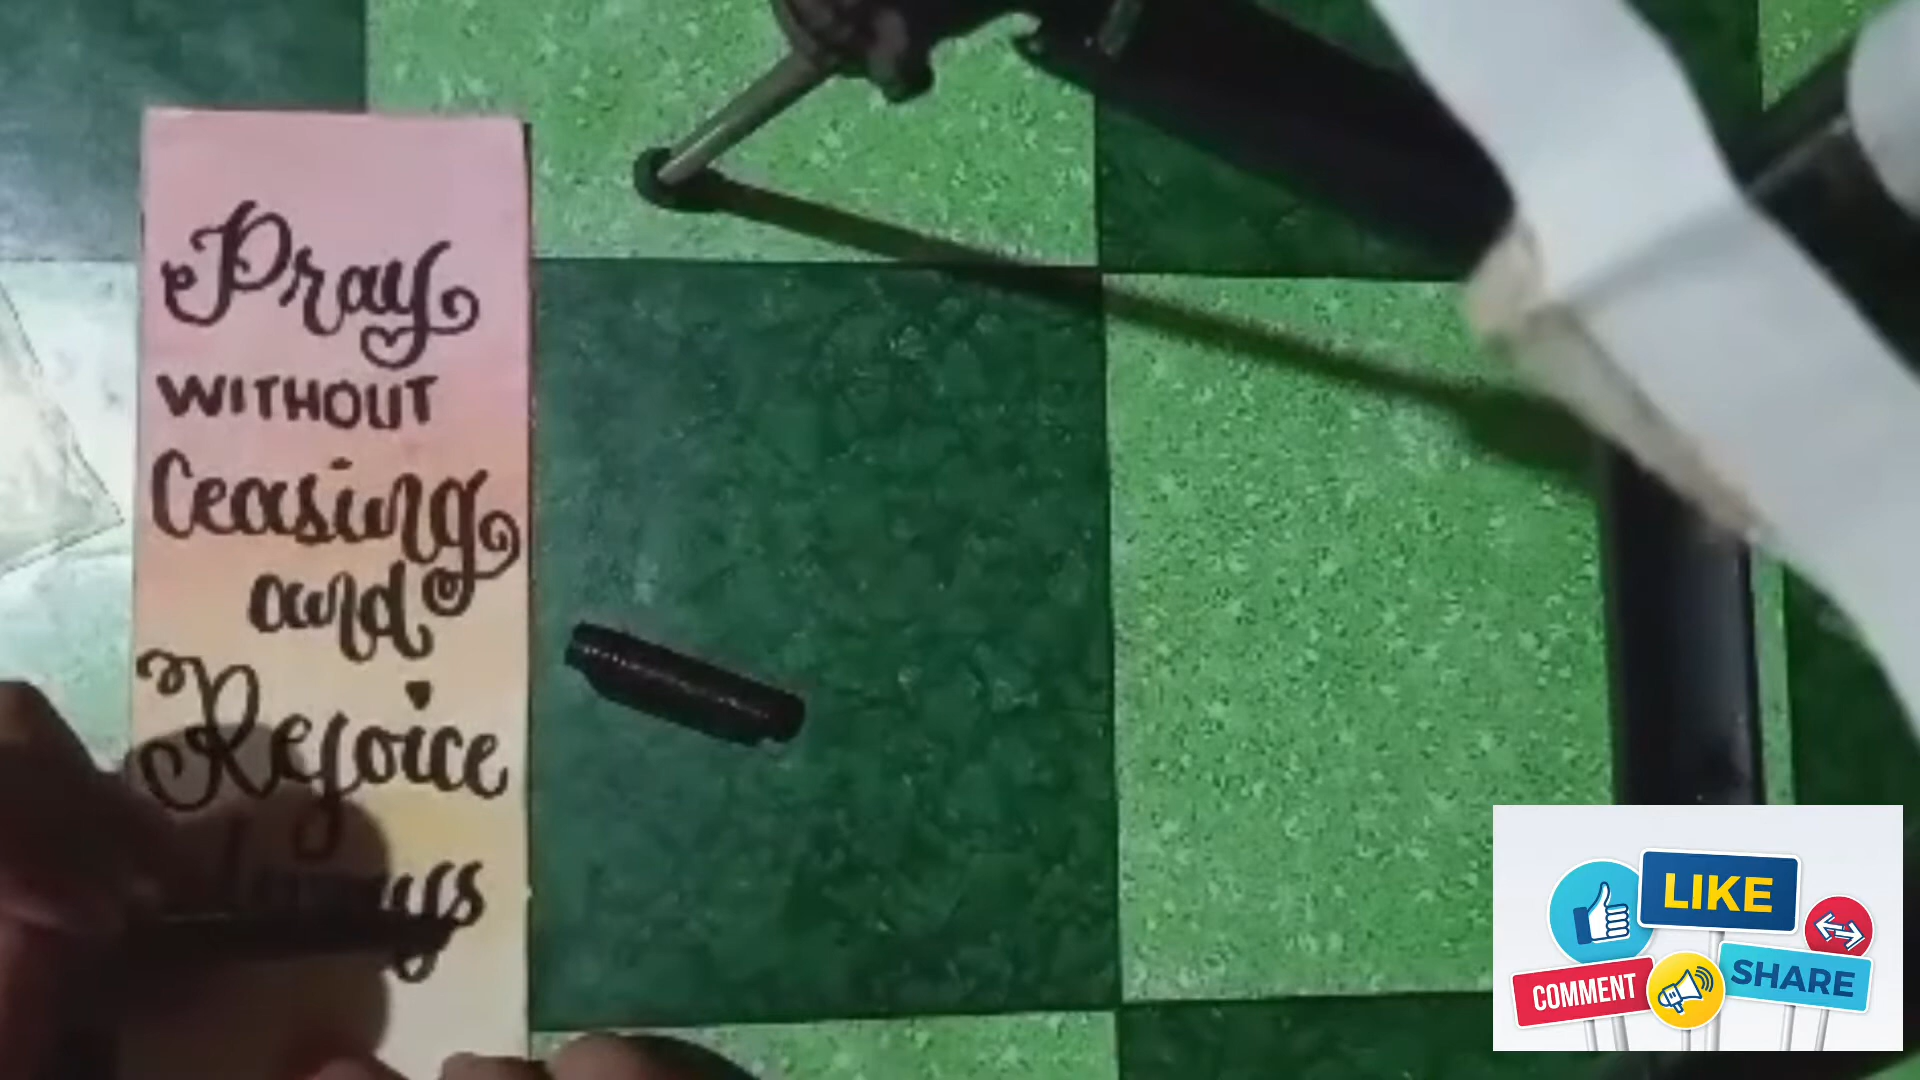 Pray
WITHOUT
Ceasing
and
Rejoice
LIKE
COMMENT
SHARE